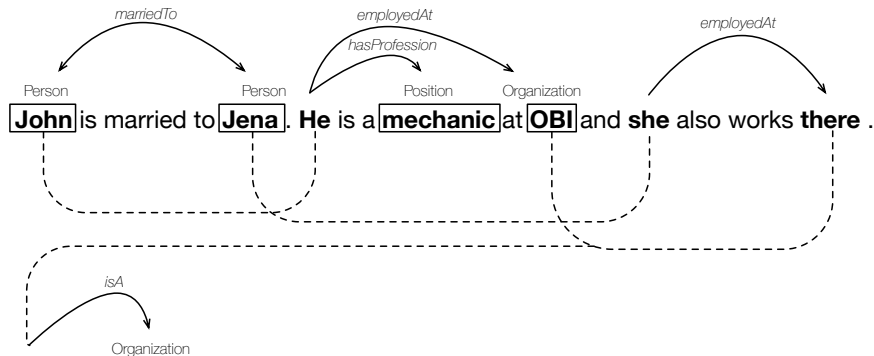 marriedTo employedAt employedAt
hasProfession
Person Person Position Organization
John is married to Jena. He is a mechanic at OBI and she also works there .
isA
Organization